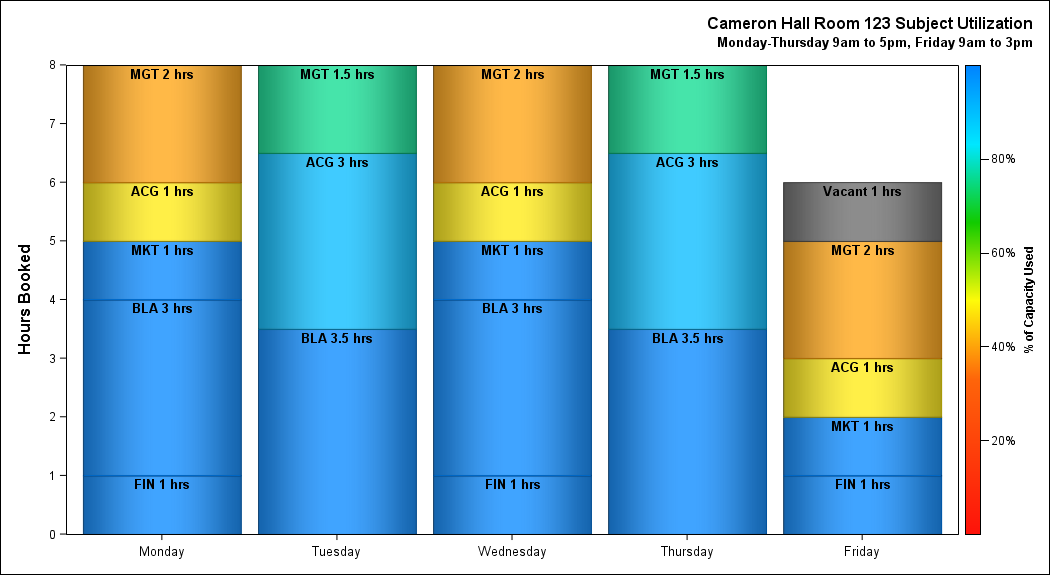 Cameron Hall Room 123 Subject Utilization
Monday-Thursday 9am to 5pm, Friday 9am to 3pm
Hours Booked
8
7
6
5
4
3
2
1
0
MGT 2 hrs
ACG 1 hrs
MKT 1 hrs
BLA 3 hrs
FIN 1 hrs
MGT 1.5 hrs
ACG 3 hrs
BLA 3.5 hrs
MGT 2 hrs
ACG 1 hrs
MKT 1 hrs
BLA 3 hrs
FIN 1 hrs
MGT 1.5 hrs
ACG 3 hrs
BLA 3.5 hrs
Vacant 1 hrs
MGT 2 hrs
ACG 1 hrs
MKT 1 hrs
FIN 1 hrs
Monday
Tuesday
Wednesday
Thursday
Friday
80%
60%
40%
20%
% of Capacity Used